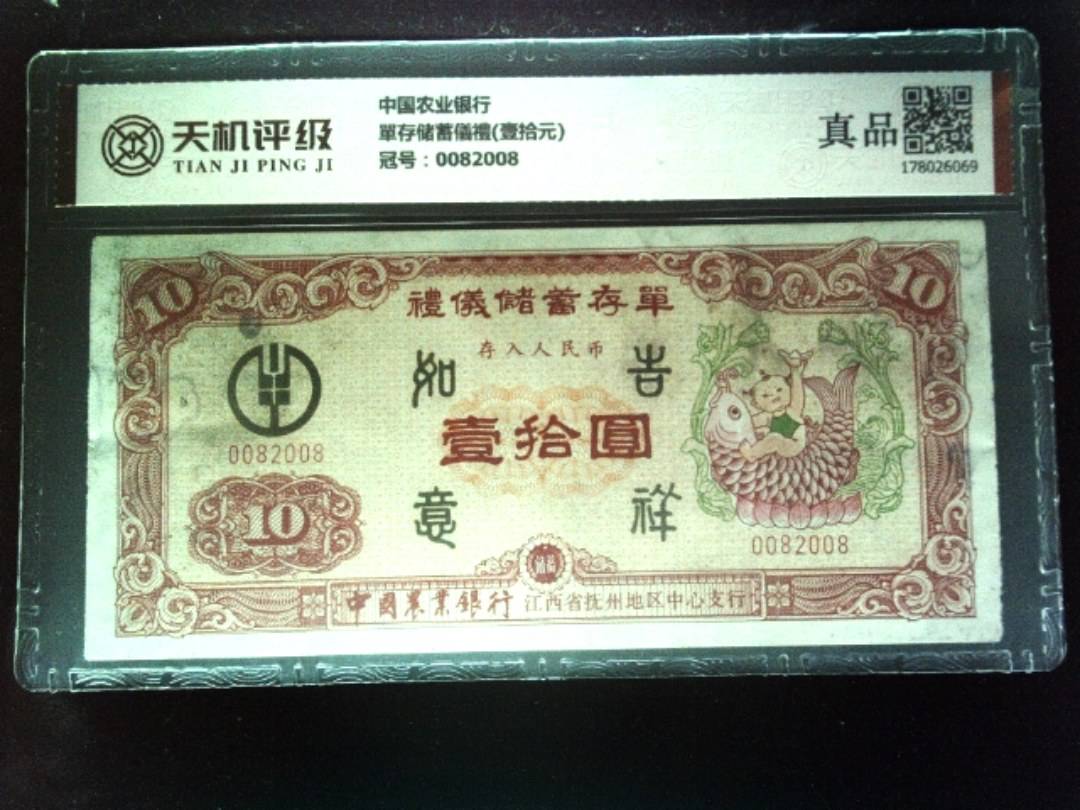 天机评级
TIAN JI PING JI
中国农业银行
單存储蓄儀禮(壹拾元)
冠号：0082008
真品
178026069
10
10
禮儀儲蓄存單
存入人民币
如 吉
壹拾圓
意 祥
0082008
10
0082008
中國農業銀行 江西省抚州地区中心支行